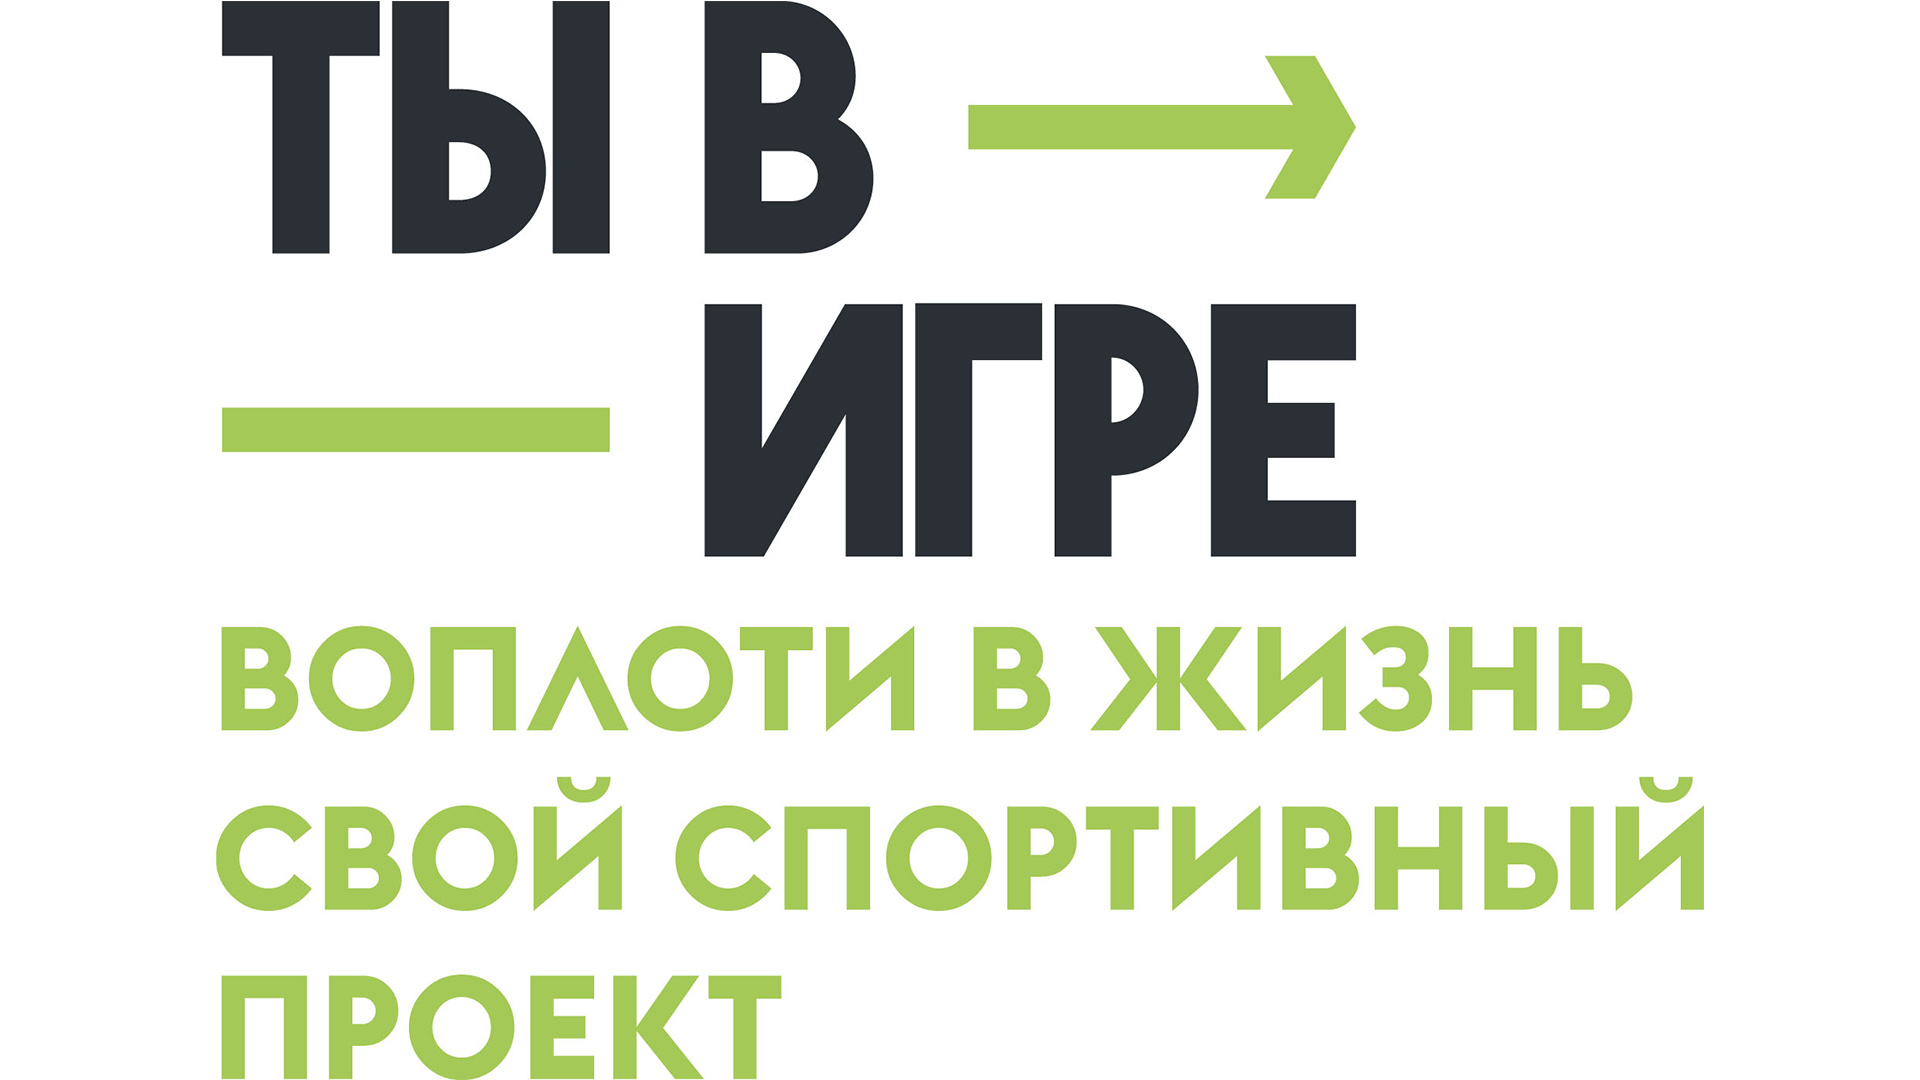 ТЫ В
ИГРЕ
ВОПЛОТИ В ЖИЗНЬ
СВОЙ СПОРТИВНЫЙ
ПРОЕКТ